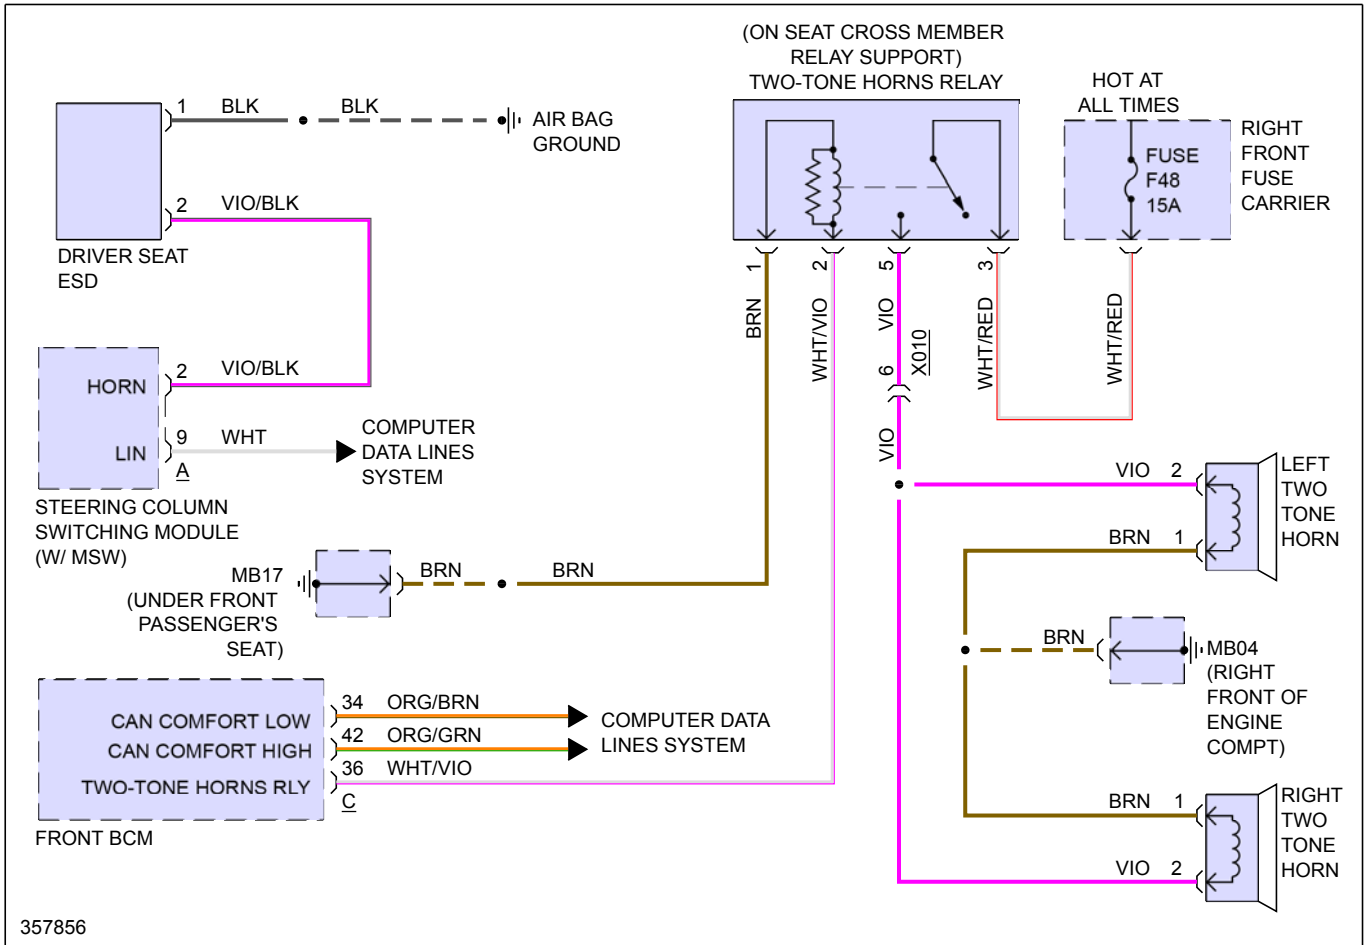 (ON SEAT CROSS MEMBER
RELAY SUPPORT)
TWO-TONE HORNS RELAY
HOT AT
ALL TIMES
RIGHT
FRONT
FUSE
CARRIER
FUSE
F48
15A
1 BLK BLK
AIR BAG
GROUND
2 VIO/BLK
DRIVER SEAT
ESD
1
2
5
3
BRN
WHT/VIO
VIO
WHT/RED
WHT/RED
6
X010
VIO
HORN
2 VIO/BLK
LIN
9 WHT
A
COMPUTER
DATA LINES
SYSTEM
STEERING COLUMN
SWITCHING MODULE
(W/ MSW)
VIO 2
BRN 1
LEFT
TWO
TONE
HORN
MB17
(UNDER FRONT
PASSENGER'S
SEAT)
BRN BRN
BRN
MB04
(RIGHT
FRONT OF
ENGINE
COMPT)
CAN COMFORT LOW
34 ORG/BRN
CAN COMFORT HIGH
42 ORG/GRN
TWO-TONE HORNS RLY
36 WHT/VIO
C
COMPUTER DATA
LINES SYSTEM
FRONT BCM
BRN 1
VIO 2
RIGHT
TWO
TONE
HORN
357856